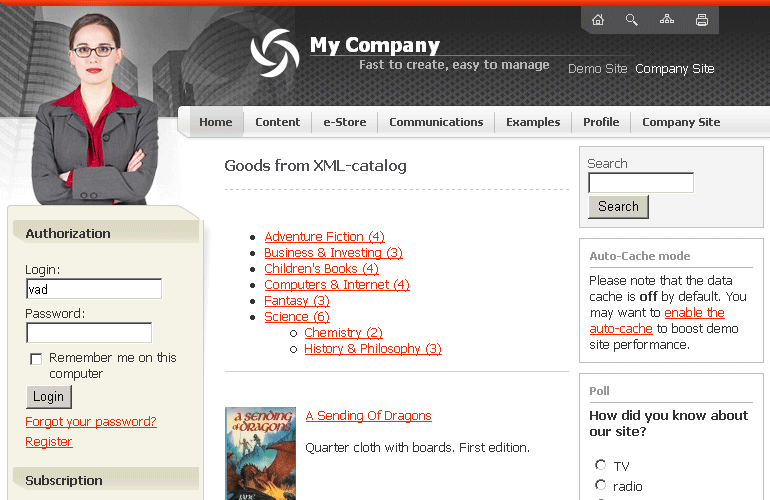 My Company
Fast to create, easy to manage
Demo Site Company Site
Home Content e-Store Communications Examples Profile Company Site
Authorization
Login:
vad
Password:
Remember me on this
computer
Login
Forgot your password?
Register
Subscription
Goods from XML-catalog
Adventure Fiction (4)
Business & Investing (3)
Children's Books (4)
Computers & Internet (4)
Fantasy (3)
Science (6)
Chemistry (2)
History & Philosophy (3)
A SENDING
OF DRAGONS
JANE
A Sending Of Dragons
Quarter cloth with boards. First edition.
Search
Search
Auto-Cache mode
Please note that the data
cache is off by default. You
may want to enable the
auto-cache to boost demo
site performance.
Poll
How did you know about
our site?
TV
radio